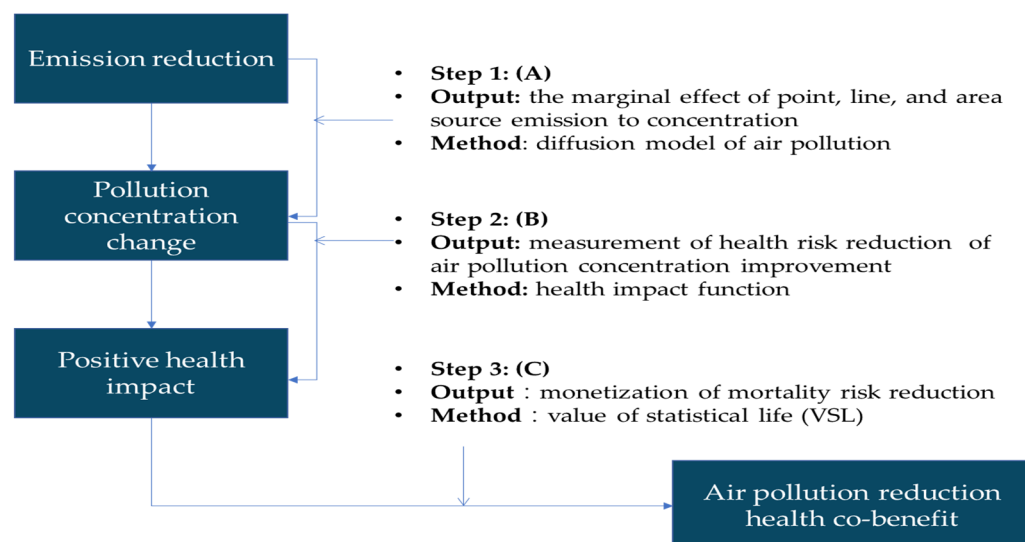 Emission reduction
• Step 1: (A)
• Output: the marginal effect of point, line, and area
source emission to concentration
• Method: diffusion model of air pollution
Pollution
concentration
change
• Step 2: (B)
• Output: measurement of health risk reduction of
air pollution concentration improvement
• Method: health impact function
Positive health
impact
• Step 3: (C)
• Output：monetization of mortality risk reduction
• Method：value of statistical life (VSL)
Air pollution reduction
health co-benefit